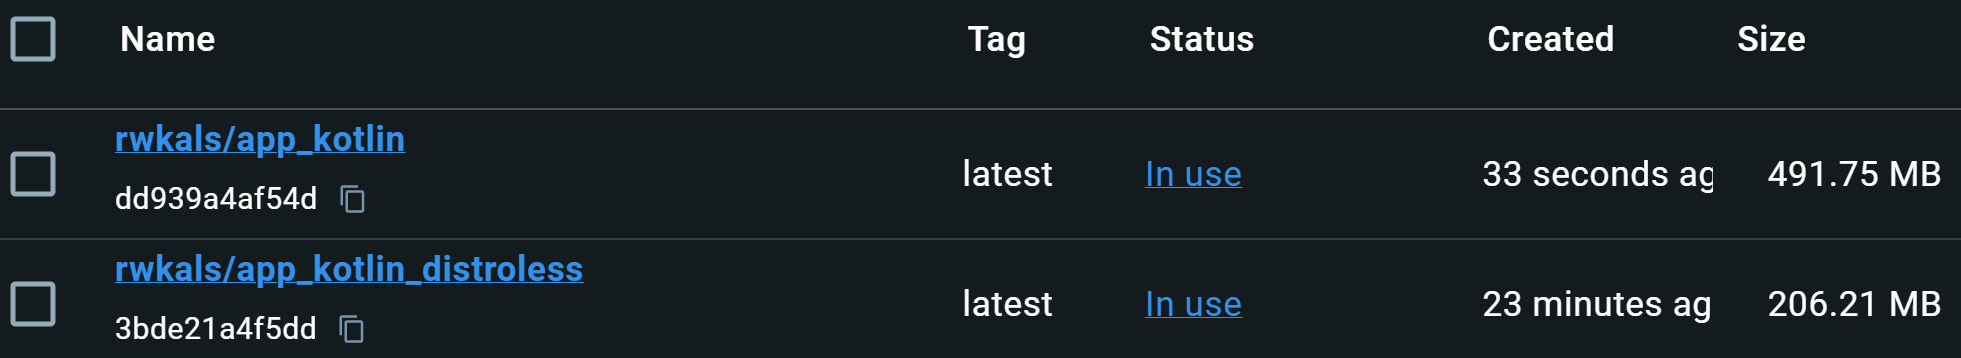 Name Tag Status Created Size
rwkals/app_kotlin
dd939a4af54d
latest In use 33 seconds ag 491.75 MB
rwkals/app_kotlin_distroless
3bde21a4f5dd
latest In use 23 minutes ag 206.21 MB